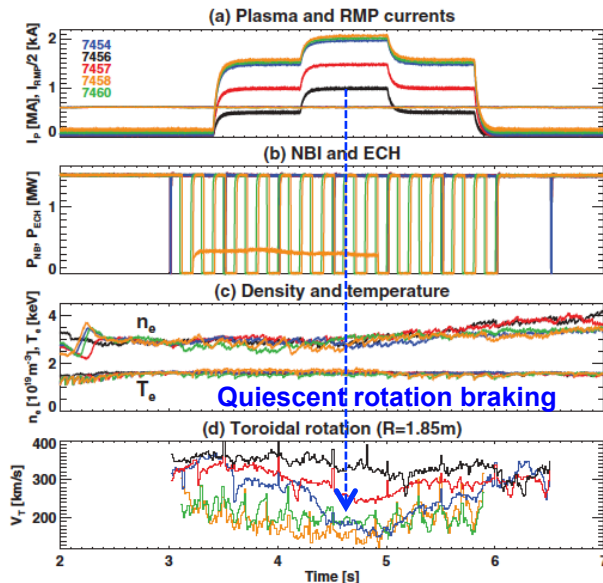 (a) Plasma and RMP currents
I_P [MA], I_RMP/2 [kA]
2
1
0
7454
7456
7457
7458
7460
(b) NBI and ECH
P_NB, P_ECH [MW]
1
0
(c) Density and temperature
n_e [10^19 m^-3], T_e [keV]
4
2
0
n_e
T_e
Quiescent rotation braking
(d) Toroidal rotation (R=1.85m)
V_T [km/s]
400
300
200
2
3
4
5
6
7
Time [s]